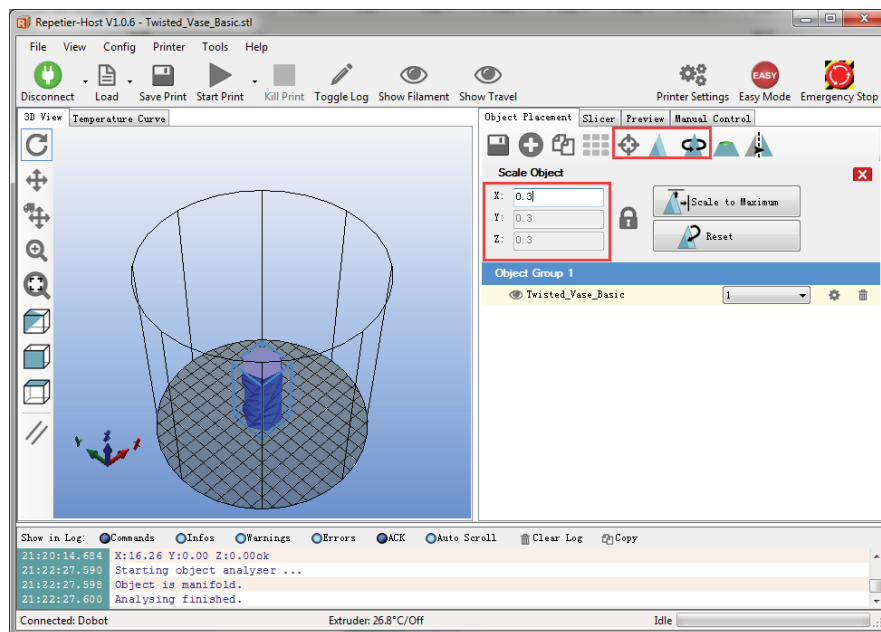 Repetier-Host V1.0.6 - Twisted_Vase_Basic.stl
File View Config Printer Tools Help
Disconnect Load Save Print Start Print Kill Print Toggle Log Show Filament Show Travel Printer Settings EASY Easy Mode Emergency Stop
3D View Temperature Curve
Object Placement Slicer Preview Manual Control
Scale Object
X: 0.3
Y: 0.3
Z: 0.3
Scale to Maximum
Reset
Object Group 1
Twisted_Vase_Basic 1
Show in Log: Commands Infos Warnings Errors ACK Auto Scroll Clear Log Copy
21:20:14.684 X:16.26 Y:0.00 Z:0.00ok
21:22:27.590 Starting object analyser ...
21:22:27.598 Object is manifold.
21:22:27.600 Analysing finished.
Connected: Dobot Extruder: 26.8°C/Off Idle